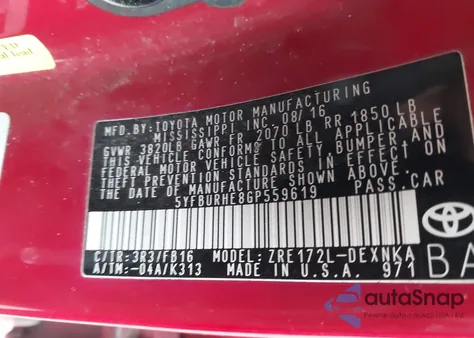 MFD.BY:TOYOTA MOTOR MANUFACTURING
MISSISSIPPI INC. 08/16
GVWR 3820LB GAWR FR 2070 LB RR 1850 LB
THIS VEHICLE CONFORMS TO ALL APPLICABLE
FEDERAL MOTOR VEHICLE SAFETY, BUMPER, AND
THEFT PREVENTION STANDARDS IN EFFECT ON
THE DATE OF MANUFACTURE SHOWN ABOVE.
5YFBURHE8GP559619 PASS.CAR
C/TR:3R3/FB16 MODEL:ZRE172L-DEXNKA
A/TM:-04A/K313 MADE IN U.S.A. 971
TOYOTA
BA
autoSnap